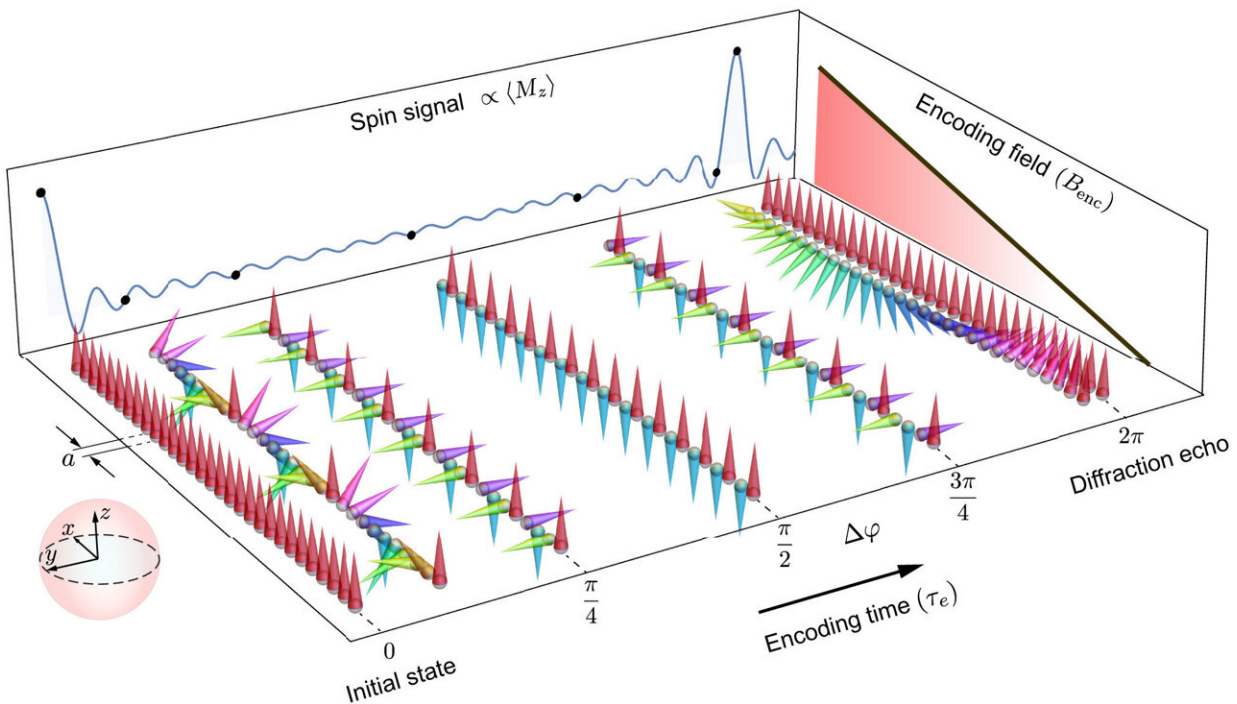 Spin signal ∝ ⟨M_z⟩
Encoding field (B_enc)
a
z
x
y
0
π/4
π/2
3π/4
2π
Δφ
Initial state
Encoding time (τ_e)
Diffraction echo